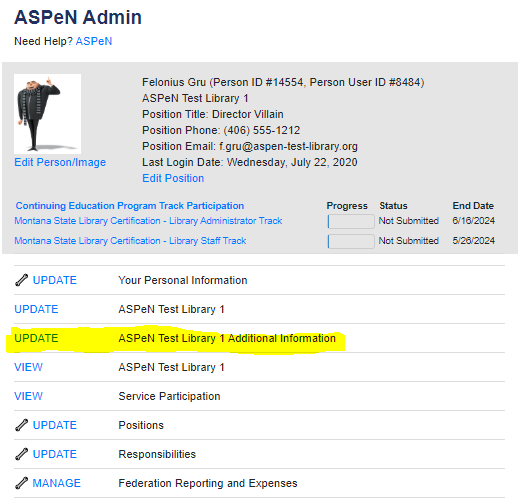 ASPeN Admin
Need Help? ASPeN
Felonius Gru (Person ID #14554, Person User ID #8484)
ASPeN Test Library 1
Position Title: Director Villain
Position Phone: (406) 555-1212
Position Email: f.gru@aspen-test-library.org
Edit Person/Image Last Login Date: Wednesday, July 22, 2020
Edit Position
Continuing Education Program Track Participation Progress Status End Date
Montana State Library Certification - Library Administrator Track Not Submitted 6/16/2024
Montana State Library Certification - Library Staff Track Not Submitted 5/26/2024
UPDATE Your Personal Information
UPDATE ASPeN Test Library 1
UPDATE ASPeN Test Library 1 Additional Information
VIEW ASPeN Test Library 1
VIEW Service Participation
UPDATE Positions
UPDATE Responsibilities
MANAGE Federation Reporting and Expenses